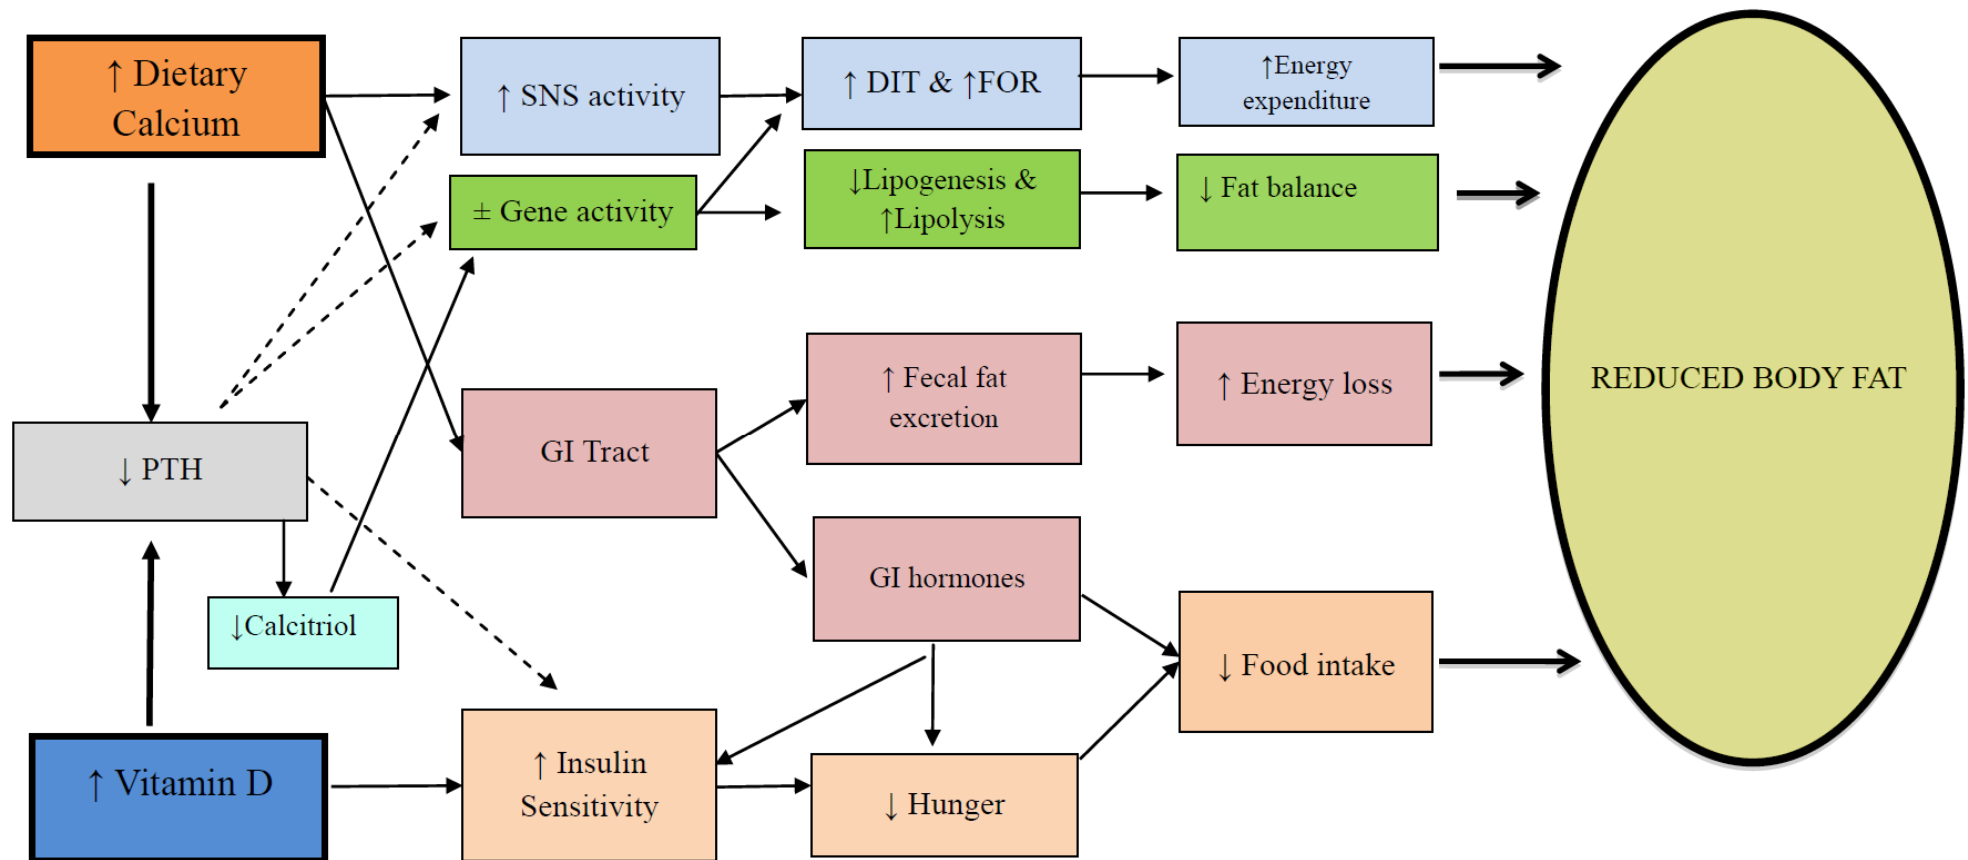 ↑ Dietary
Calcium
↑ SNS activity
↑ DIT & ↑FOR
↑Energy
expenditure
± Gene activity
↓Lipogenesis &
↑Lipolysis
↓ Fat balance
↓ PTH
GI Tract
↑ Fecal fat
excretion
↑ Energy loss
REDUCED BODY FAT
GI hormones
↓Calcitriol
↓ Food intake
↑ Vitamin D
↑ Insulin
Sensitivity
↓ Hunger